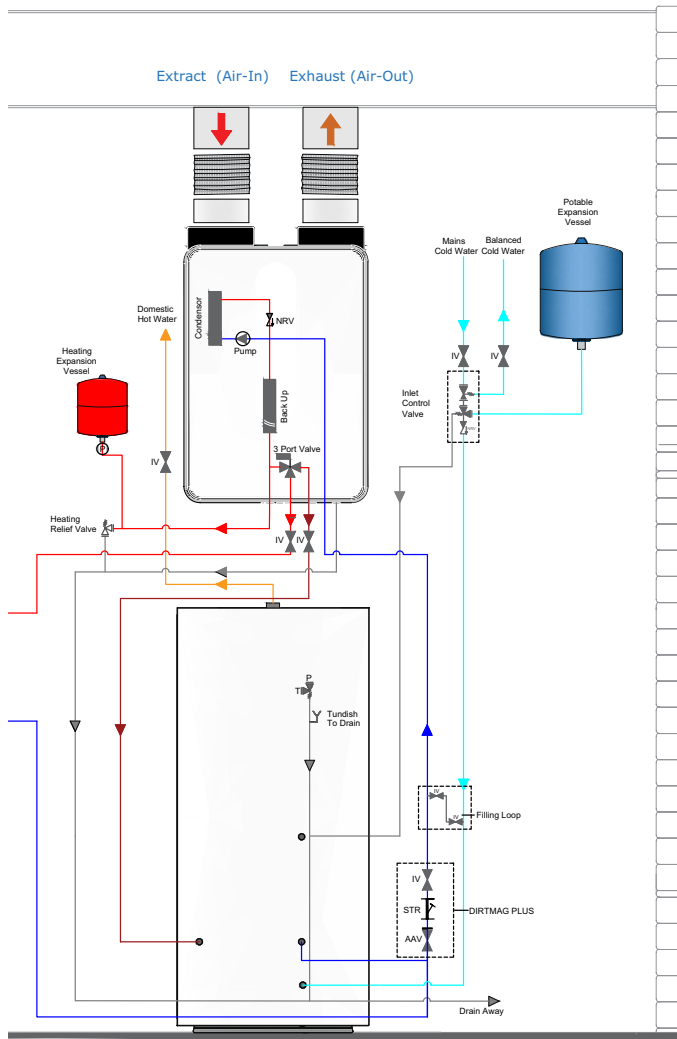 Extract (Air-In) Exhaust (Air-Out)
Potable
Expansion
Vessel
Mains
Cold Water
Balanced
Cold Water
Domestic
Hot Water
Condensor
NRV
Pump
IV
IV
Heating
Expansion
Vessel
Back Up
Inlet
Control
Valve
NRV
P
3 Port Valve
IV
Heating
Relief Valve
IV
IV
P
T
Tundish
To Drain
IV
IV
Filling Loop
IV
STR
DIRTMAG PLUS
AAV
Drain Away